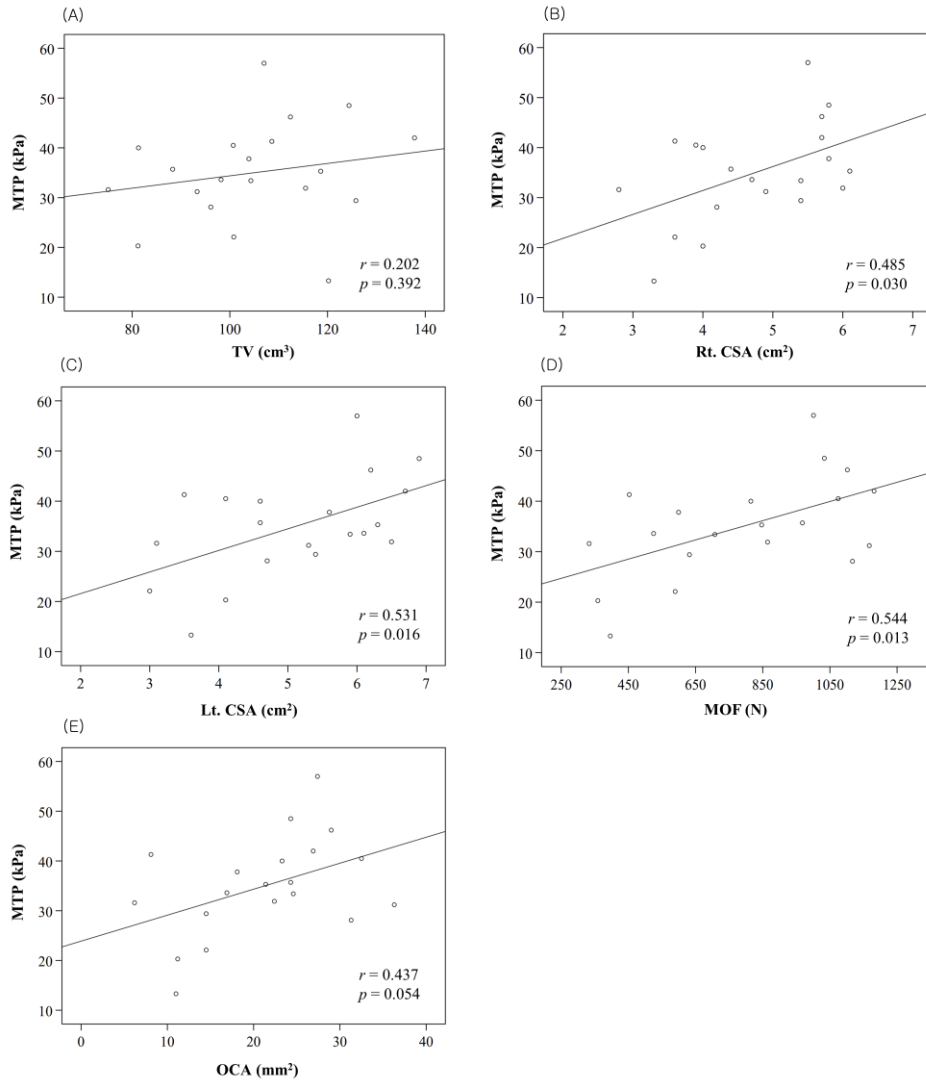 (A)
60
50
40
30
20
10
MTP (kPa)
r = 0.202
p = 0.392
80 100 120 140
TV (cm³)
(B)
60
50
40
30
20
10
MTP (kPa)
r = 0.485
p = 0.030
2 3 4 5 6 7
Rt. CSA (cm²)
(C)
60
50
40
30
20
10
MTP (kPa)
r = 0.531
p = 0.016
2 3 4 5 6 7
Lt. CSA (cm²)
(D)
60
50
40
30
20
10
MTP (kPa)
r = 0.544
p = 0.013
250 450 650 850 1050 1250
MOF (N)
(E)
60
50
40
30
20
10
MTP (kPa)
r = 0.437
p = 0.054
0 10 20 30 40
OCA (mm²)